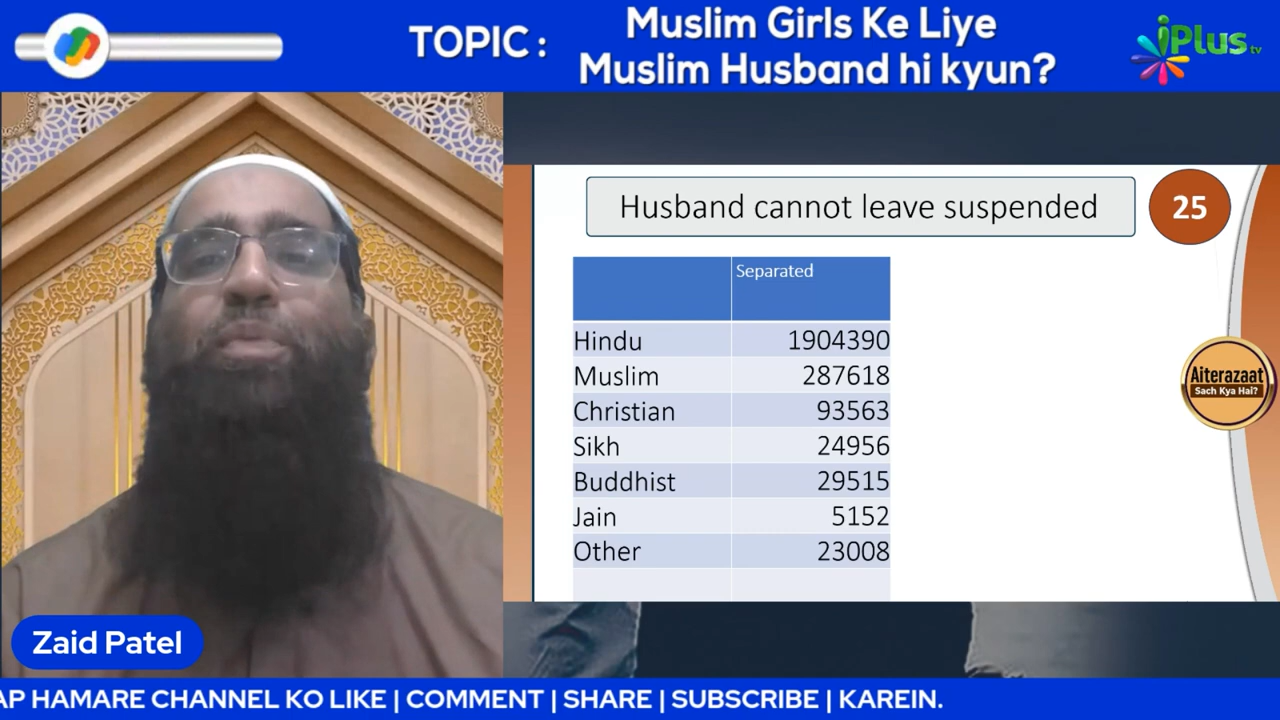 TOPIC :
Muslim Girls Ke Liye
Muslim Husband hi kyun?
iPlus tv
Husband cannot leave suspended
25
Separated
Hindu 1904390
Muslim 287618
Christian 93563
Sikh 24956
Buddhist 29515
Jain 5152
Other 23008
Aiterazaat
Sach Kya Hai?
Zaid Patel
AP HAMARE CHANNEL KO LIKE | COMMENT | SHARE | SUBSCRIBE | KAREIN.